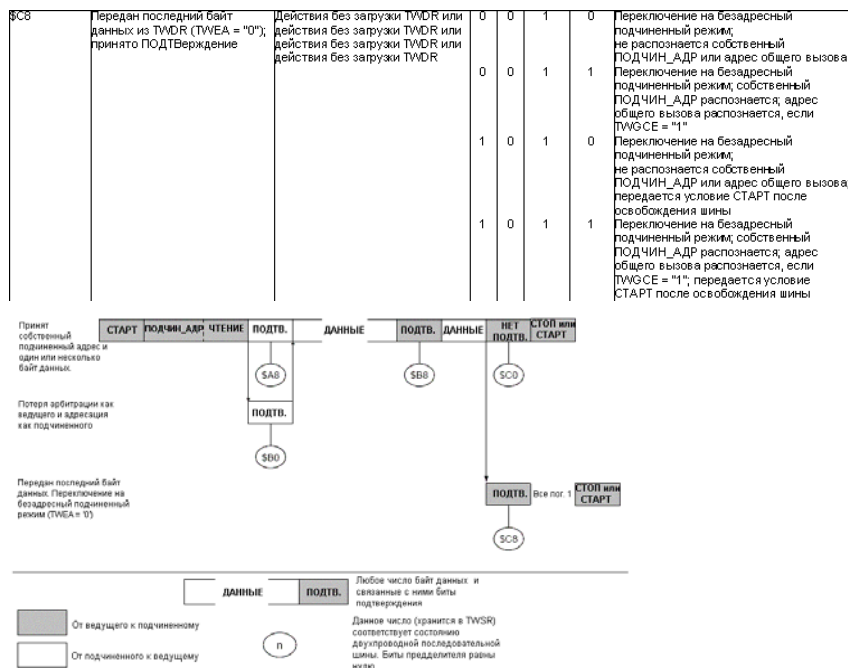 $C8 Передан последний байт Действия без загрузки TWDR или 0 0 1 0 Переключение на безадресный
данных из TWDR (TWEA = "0"); действия без загрузки TWDR или подчиненный режим;
принято ПОДТВерждение действия без загрузки TWDR или не распознается собственный
действия без загрузки TWDR ПОДЧИН_АДР или адрес общего вызова
0 0 1 1 Переключение на безадресный
подчиненный режим; собственный
ПОДЧИН_АДР распознается; адрес
общего вызова распознается, если
TWGCE = "1"
1 0 1 0 Переключение на безадресный
подчиненный режим;
не распознается собственный
ПОДЧИН_АДР или адрес общего вызова;
передается условие СТАРТ после
освобождения шины
1 0 1 1 Переключение на безадресный
подчиненный режим; собственный
ПОДЧИН_АДР распознается; адрес
общего вызова распознается, если
TWGCE = "1"; передается условие
СТАРТ после освобождения шины
Принят
собственный
подчиненный адрес и
один или несколько
байт данных.
СТАРТ ПОДЧИН_АДР ЧТЕНИЕ ПОДТВ. ДАННЫЕ ПОДТВ. ДАННЫЕ НЕТ ПОДТВ. СТОП или СТАРТ
$A8 $B8 $C0
Потеря арбитрации как
ведущего и адресация
как подчиненного
ПОДТВ.
$B0
Передан последний байт
данных. Переключение на
безадресный подчиненный
режим (TWEA = '0')
ПОДТВ. Все лог. 1 СТОП или СТАРТ
$C8
ДАННЫЕ ПОДТВ.
Любое число байт данных и
связанные с ними биты
подтверждения
От ведущего к подчиненному
От подчиненного к ведущему
n
Данное число (хранится в TWSR)
соответствует состоянию
двухпроводной последовательной
шины. Биты предделителя равны
нулю